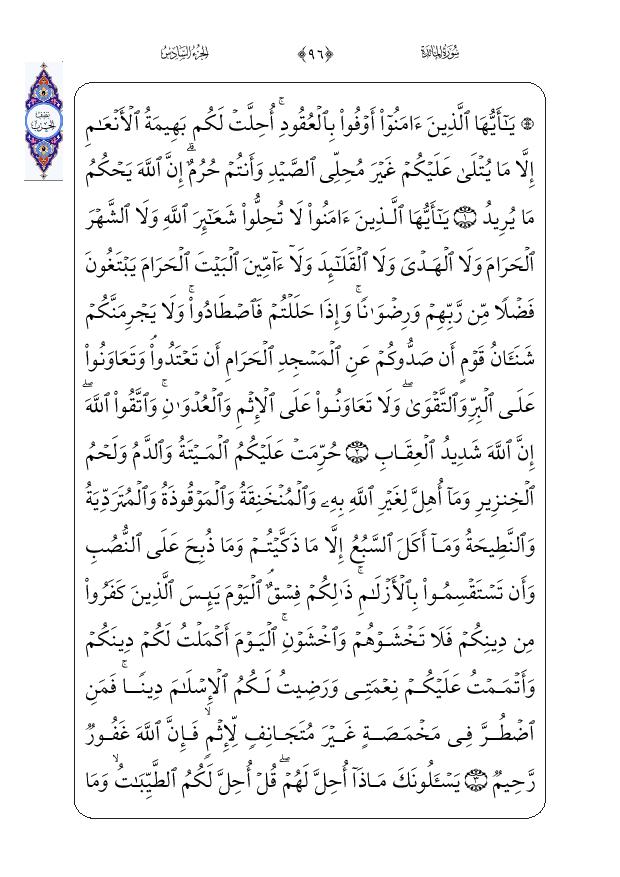 سُورَةُ المَائدة
﴿٩٦﴾
الجزء السَّادِسُ
۞ يَـٰٓأَيُّهَا ٱلَّذِينَ ءَامَنُوٓا۟ أَوْفُوا۟ بِٱلْعُقُودِ ۚ أُحِلَّتْ لَكُم بَهِيمَةُ ٱلْأَنْعَـٰمِ
إِلَّا مَا يُتْلَىٰ عَلَيْكُمْ غَيْرَ مُحِلِّى ٱلصَّيْدِ وَأَنتُمْ حُرُمٌ ۗ إِنَّ ٱللَّهَ يَحْكُمُ
مَا يُرِيدُ ۝١ يَـٰٓأَيُّهَا ٱلَّذِينَ ءَامَنُوا۟ لَا تُحِلُّوا۟ شَعَـٰٓئِرَ ٱللَّهِ وَلَا ٱلشَّهْرَ
ٱلْحَرَامَ وَلَا ٱلْهَدْىَ وَلَا ٱلْقَلَـٰٓئِدَ وَلَآ ءَآمِّينَ ٱلْبَيْتَ ٱلْحَرَامَ يَبْتَغُونَ
فَضْلًا مِّن رَّبِّهِمْ وَرِضْوَٰنًا ۚ وَإِذَا حَلَلْتُمْ فَٱصْطَادُوا۟ ۚ وَلَا يَجْرِمَنَّكُمْ
شَنَـَٔانُ قَوْمٍ أَن صَدُّوكُمْ عَنِ ٱلْمَسْجِدِ ٱلْحَرَامِ أَن تَعْتَدُوا۟ ۘ وَتَعَاوَنُوا۟
عَلَى ٱلْبِرِّ وَٱلتَّقْوَىٰ ۖ وَلَا تَعَاوَنُوا۟ عَلَى ٱلْإِثْمِ وَٱلْعُدْوَٰنِ ۚ وَٱتَّقُوا۟ ٱللَّهَ ۖ
إِنَّ ٱللَّهَ شَدِيدُ ٱلْعِقَابِ ۝٢ حُرِّمَتْ عَلَيْكُمُ ٱلْمَيْتَةُ وَٱلدَّمُ وَلَحْمُ
ٱلْخِنزِيرِ وَمَآ أُهِلَّ لِغَيْرِ ٱللَّهِ بِهِۦ وَٱلْمُنْخَنِقَةُ وَٱلْمَوْقُوذَةُ وَٱلْمُتَرَدِّيَةُ
وَٱلنَّطِيحَةُ وَمَآ أَكَلَ ٱلسَّبُعُ إِلَّا مَا ذَكَّيْتُمْ وَمَا ذُبِحَ عَلَى ٱلنُّصُبِ
وَأَن تَسْتَقْسِمُوا۟ بِٱلْأَزْلَـٰمِ ۚ ذَٰلِكُمْ فِسْقٌ ۘ ٱلْيَوْمَ يَئِسَ ٱلَّذِينَ كَفَرُوا۟
مِن دِينِكُمْ فَلَا تَخْشَوْهُمْ وَٱخْشَوْنِ ۚ ٱلْيَوْمَ أَكْمَلْتُ لَكُمْ دِينَكُمْ
وَأَتْمَمْتُ عَلَيْكُمْ نِعْمَتِى وَرَضِيتُ لَكُمُ ٱلْإِسْلَـٰمَ دِينًا ۚ فَمَنِ
ٱضْطُرَّ فِى مَخْمَصَةٍ غَيْرَ مُتَجَانِفٍ لِّإِثْمٍ ۙ فَإِنَّ ٱللَّهَ غَفُورٌ
رَّحِيمٌ ۝٣ يَسْـَٔلُونَكَ مَاذَآ أُحِلَّ لَهُمْ ۖ قُلْ أُحِلَّ لَكُمُ ٱلطَّيِّبَـٰتُ ۙ وَمَا